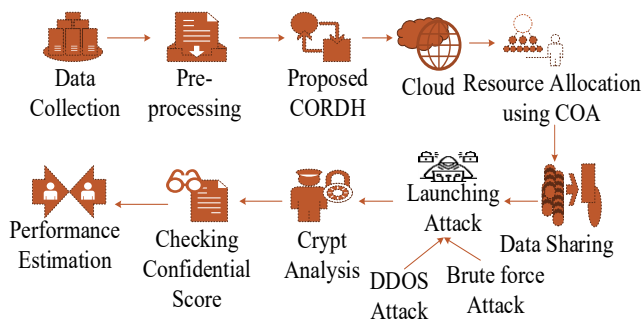 Data
Collection
Pre-
processing
Proposed
CORDH
Cloud
Resource Allocation
using COA
Data Sharing
Launching
Attack
DDOS
Attack
Brute force
Attack
Crypt
Analysis
Checking
Confidential
Score
Performance
Estimation